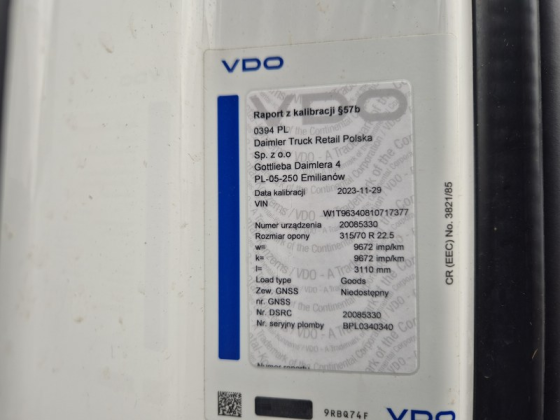 VDO
Raport z kalibracji §57b
0394 PL
Daimler Truck Retail Polska
Sp. z o.o
Gottlieba Daimlera 4
PL-05-250 Emilianów
Data kalibracji 2023-11-29
VIN
W1T96340810717377
Numer urządzenia 20085330
Rozmiar opony 315/70 R 22.5
w= 9672 imp/km
k= 9672 imp/km
l= 3110 mm
Load type Goods
Zew. GNSS Niedostępny
nr. GNSS
Nr. DSRC 20085330
Nr. seryjny plomby BPL0340340
CR (EEC) No. 3821/85
9RBQ74F
VDO